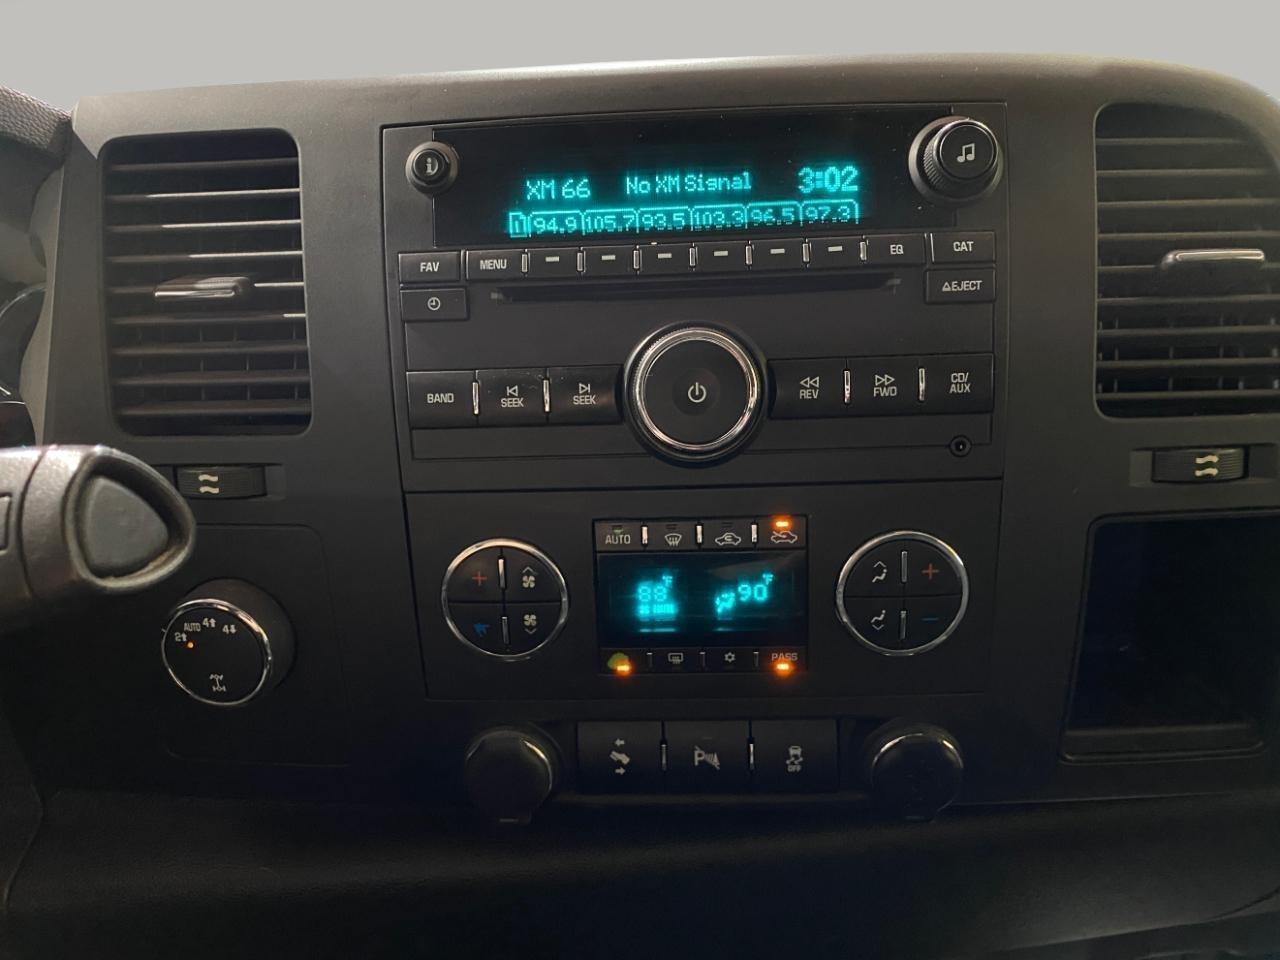 XM 66 No XM Signal 3:02
1 94.9 105.7 93.5 103.3 96.5 97.3
FAV MENU EQ CAT
EJECT
BAND SEEK SEEK REV FWD CD/
AUX
AUTO
88°F 90°F
PASS
AUTO 4 4
2
P OFF